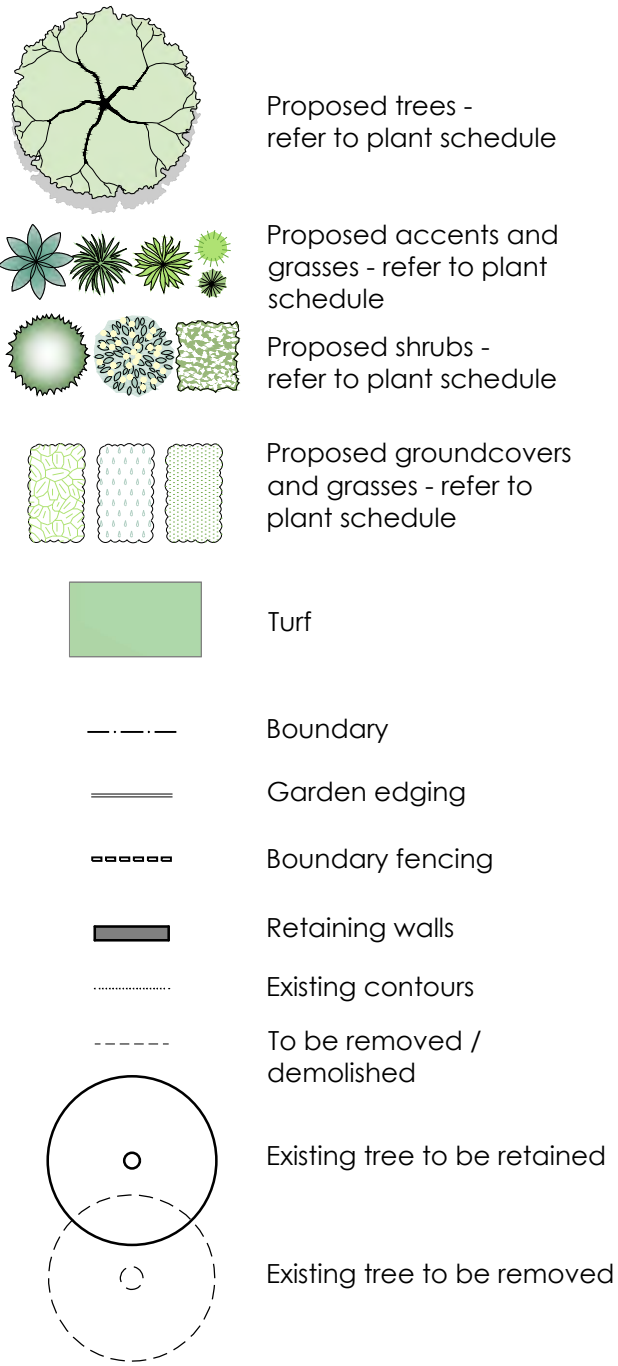 Proposed trees -
refer to plant schedule
Proposed accents and
grasses - refer to plant
schedule
Proposed shrubs -
refer to plant schedule
Proposed groundcovers
and grasses - refer to
plant schedule
Turf
Boundary
Garden edging
Boundary fencing
Retaining walls
Existing contours
To be removed /
demolished
Existing tree to be retained
Existing tree to be removed